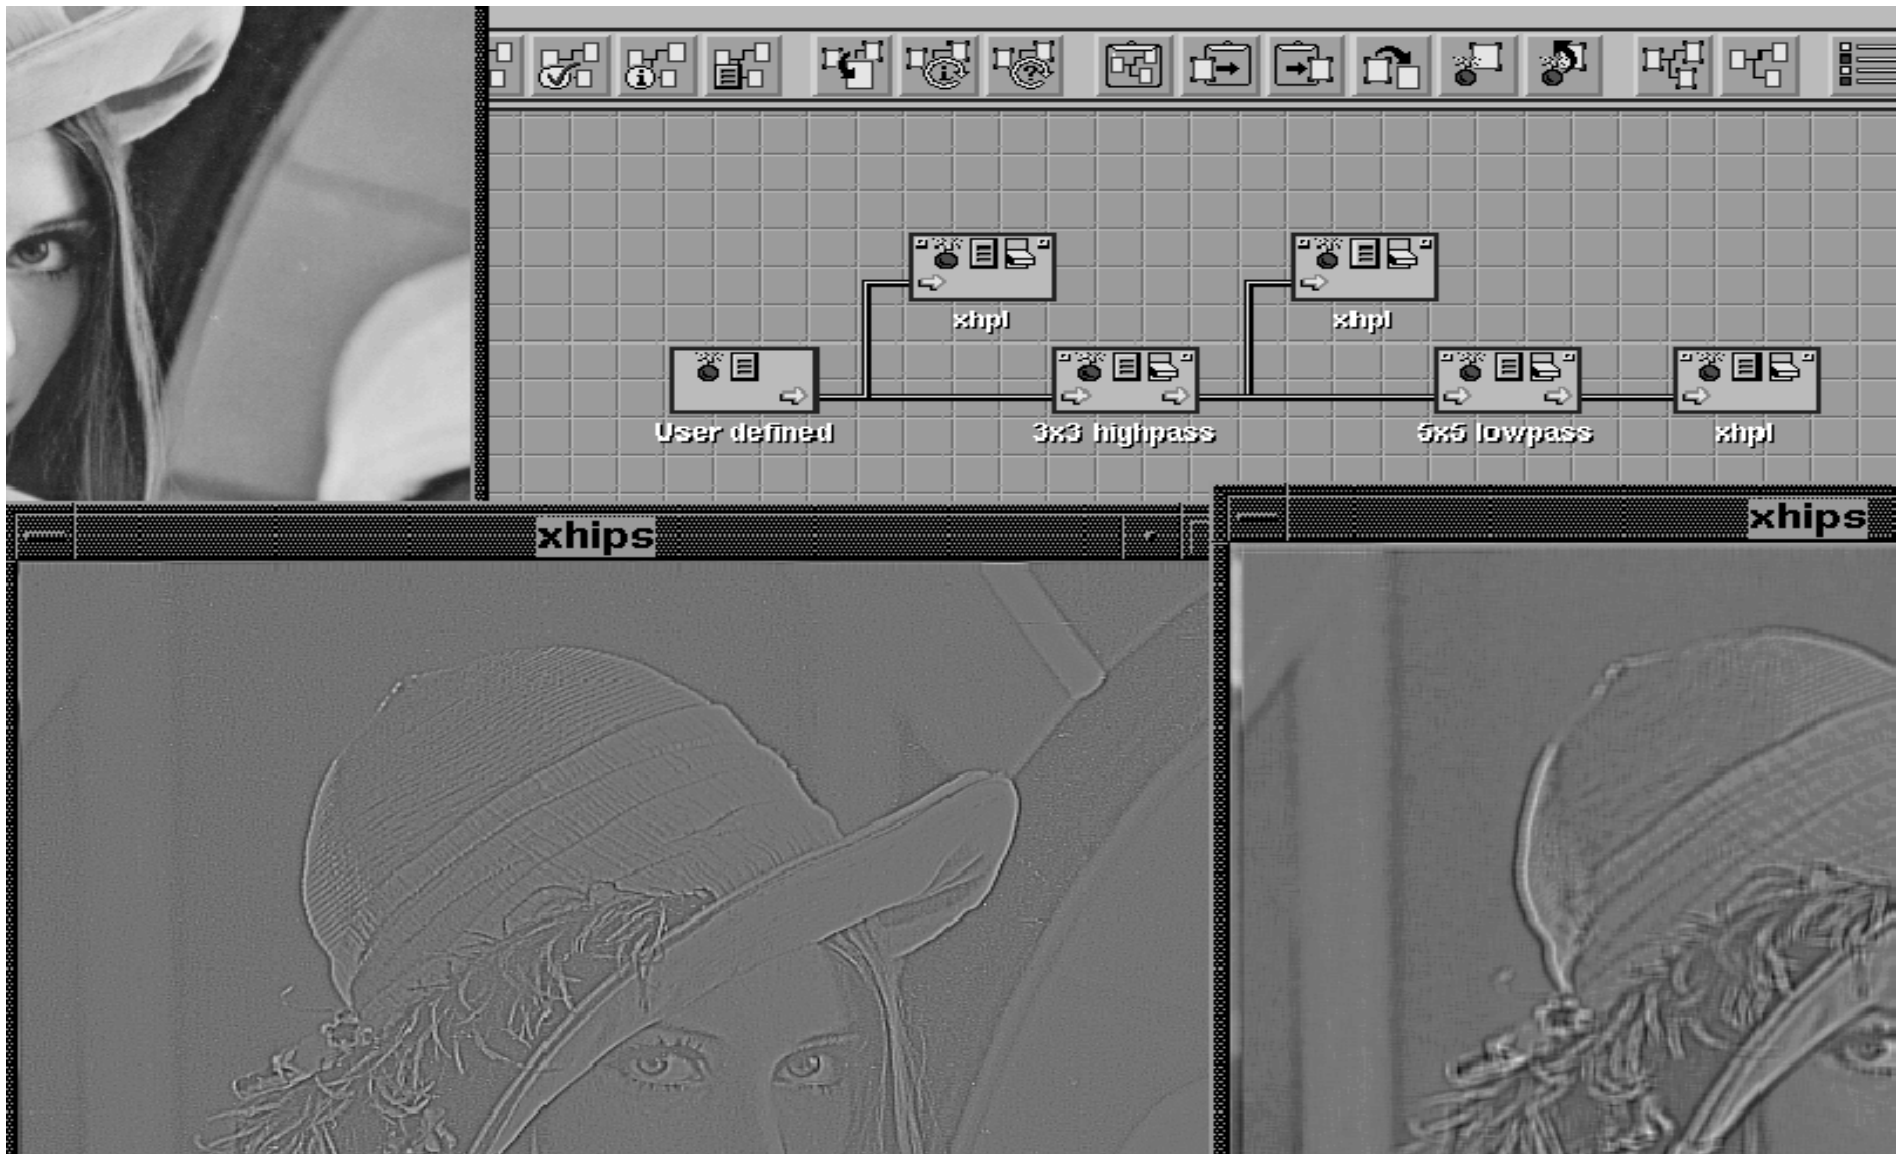 xhpl
xhpl
User defined
3x3 highpass
5x5 lowpass
xhpl
xhips
xhips